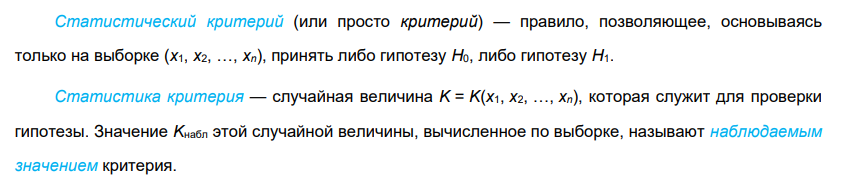 Статистический критерий (или просто критерий) — правило, позволяющее, основываясь
только на выборке (x₁, x₂, …, xₙ), принять либо гипотезу H₀, либо гипотезу H₁.
Статистика критерия — случайная величина K = K(x₁, x₂, …, xₙ), которая служит для проверки
гипотезы. Значение Kнабл этой случайной величины, вычисленное по выборке, называют наблюдаемым
значением критерия.